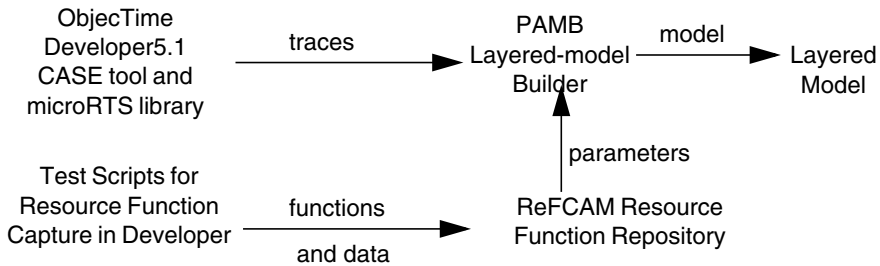 ObjecTime
Developer5.1
CASE tool and
microRTS library
traces
PAMB
Layered-model
Builder
model
Layered
Model
parameters
Test Scripts for
Resource Function
Capture in Developer
functions
and data
ReFCAM Resource
Function Repository